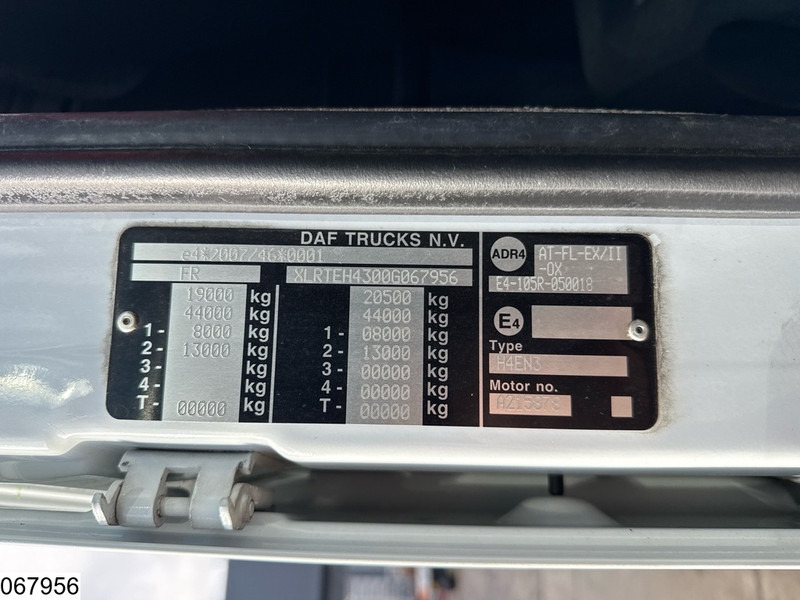 DAF TRUCKS N.V.
e4*2007/46*0001
FR XLRTEH4300G067956
19000 kg 20500 kg
44000 kg 44000 kg
1- 8000 kg 1- 08000 kg
2- 13000 kg 2- 13000 kg
3- kg 3- 00000 kg
4- kg 4- 00000 kg
T- 00000 kg T- 00000 kg
ADR4 AT-FL-EX/II
-OX
E4-105R-050018
E4
Type
H4EN3
Motor no.
A215878
067956